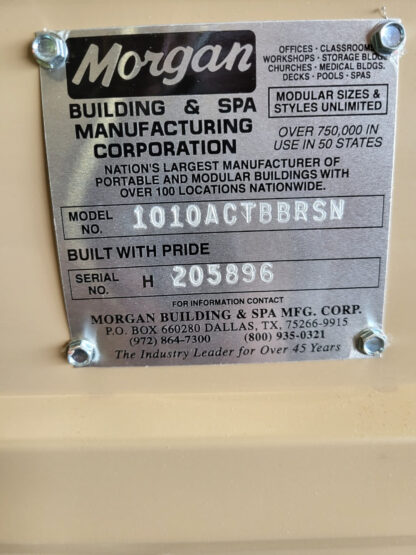 Morgan
OFFICES · CLASSROOMS
WORKSHOPS · STORAGE BLDGS
CHURCHES · MEDICAL BLDGS.
DECKS · POOLS · SPAS
BUILDING & SPA
MANUFACTURING
CORPORATION
MODULAR SIZES &
STYLES UNLIMITED
OVER 750,000 IN
USE IN 50 STATES
NATION'S LARGEST MANUFACTURER OF
PORTABLE AND MODULAR BUILDINGS WITH
OVER 100 LOCATIONS NATIONWIDE.
MODEL NO. 1010ACTBBRSN
BUILT WITH PRIDE
SERIAL NO. H 205896
FOR INFORMATION CONTACT
MORGAN BUILDING & SPA MFG. CORP.
P.O. BOX 660280 DALLAS, TX, 75266-9915
(972) 864-7300 (800) 935-0321
The Industry Leader for Over 45 Years